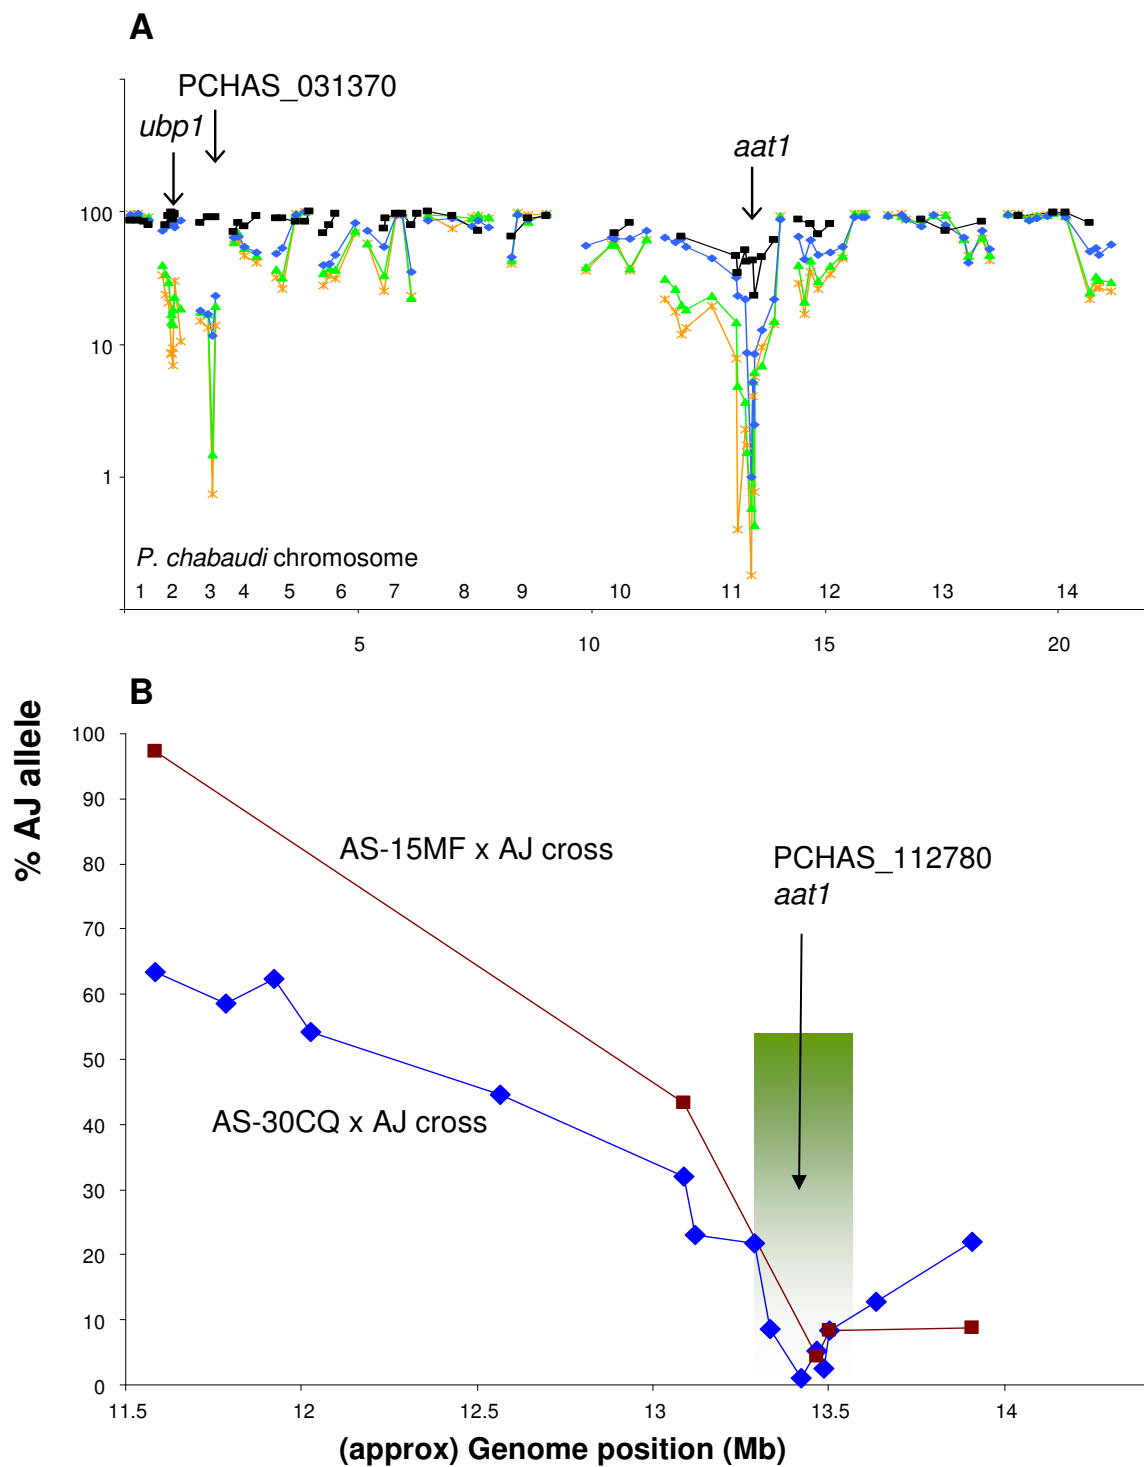 A
PCHAS_031370
ubp1
aat1
100
10
1
P. chabaudi chromosome
1 2 3 4 5 6 7 8 9 10 11 12 13 14
5 10 15 20
B
% AJ allele
100
90
80
70
60
50
40
30
20
10
0
AS-15MF x AJ cross
PCHAS_112780
aat1
AS-30CQ x AJ cross
11.5 12 12.5 13 13.5 14
(approx) Genome position (Mb)